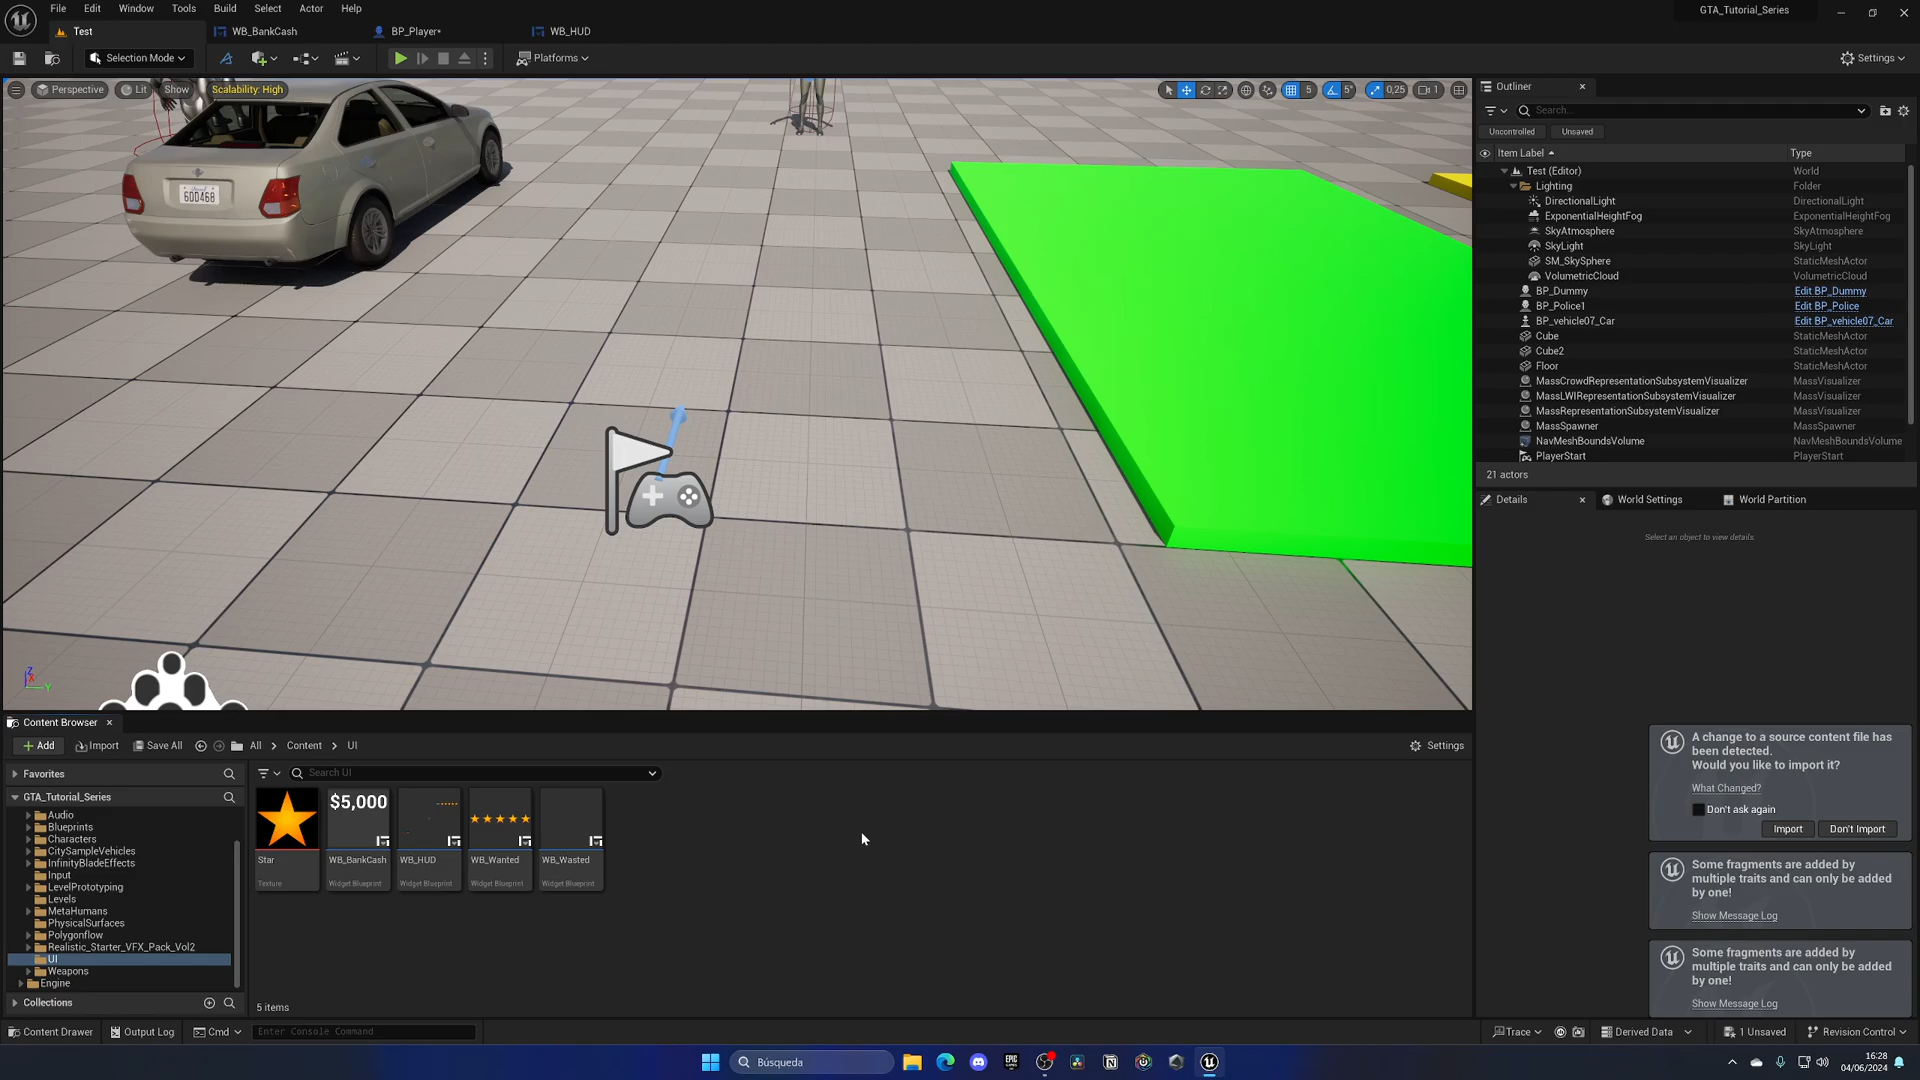 File Edit Window Tools Build Select Actor Help
GTA_Tutorial_Series
Test
WB_BankCash
BP_Player*
WB_HUD
Selection Mode
Platforms
Settings
Perspective
Lit
Show
Scalability: High
5
5°
0,25
1
6DD468
Outliner
Search...
Uncontrolled
Unsaved
Item Label
Type
Test (Editor) World
Lighting Folder
DirectionalLight DirectionalLight
ExponentialHeightFog ExponentialHeightFog
SkyAtmosphere SkyAtmosphere
SkyLight SkyLight
SM_SkySphere StaticMeshActor
VolumetricCloud VolumetricCloud
BP_Dummy Edit BP_Dummy
BP_Police1 Edit BP_Police
BP_vehicle07_Car Edit BP_vehicle07_Car
Cube StaticMeshActor
Cube2 StaticMeshActor
Floor StaticMeshActor
MassCrowdRepresentationSubsystemVisualizer MassVisualizer
MassLWIRepresentationSubsystemVisualizer MassVisualizer
MassRepresentationSubsystemVisualizer MassVisualizer
MassSpawner MassSpawner
NavMeshBoundsVolume NavMeshBoundsVolume
PlayerStart PlayerStart
21 actors
Details
World Settings
World Partition
Select an object to view details.
Z
X
Y
Content Browser
Add
Import
Save All
All
Content
UI
Settings
Favorites
Search UI
GTA_Tutorial_Series
Audio
Blueprints
Characters
CitySampleVehicles
InfinityBladeEffects
Input
LevelPrototyping
Levels
MetaHumans
PhysicalSurfaces
Polygonflow
Realistic_Starter_VFX_Pack_Vol2
UI
Weapons
Engine
Collections
$5,000
Star
Texture
WB_BankCash
Widget Blueprint
WB_HUD
Widget Blueprint
WB_Wanted
Widget Blueprint
WB_Wasted
Widget Blueprint
5 items
A change to a source content file has
been detected.
Would you like to import it?
What Changed?
Don't ask again
Import
Don't Import
Some fragments are added by
multiple traits and can only be added
by one!
Show Message Log
Some fragments are added by
multiple traits and can only be added
by one!
Show Message Log
Content Drawer
Output Log
Cmd
Enter Console Command
Trace
Derived Data
1 Unsaved
Revision Control
Búsqueda
EPIC
GAMES
16:28
04/06/2024